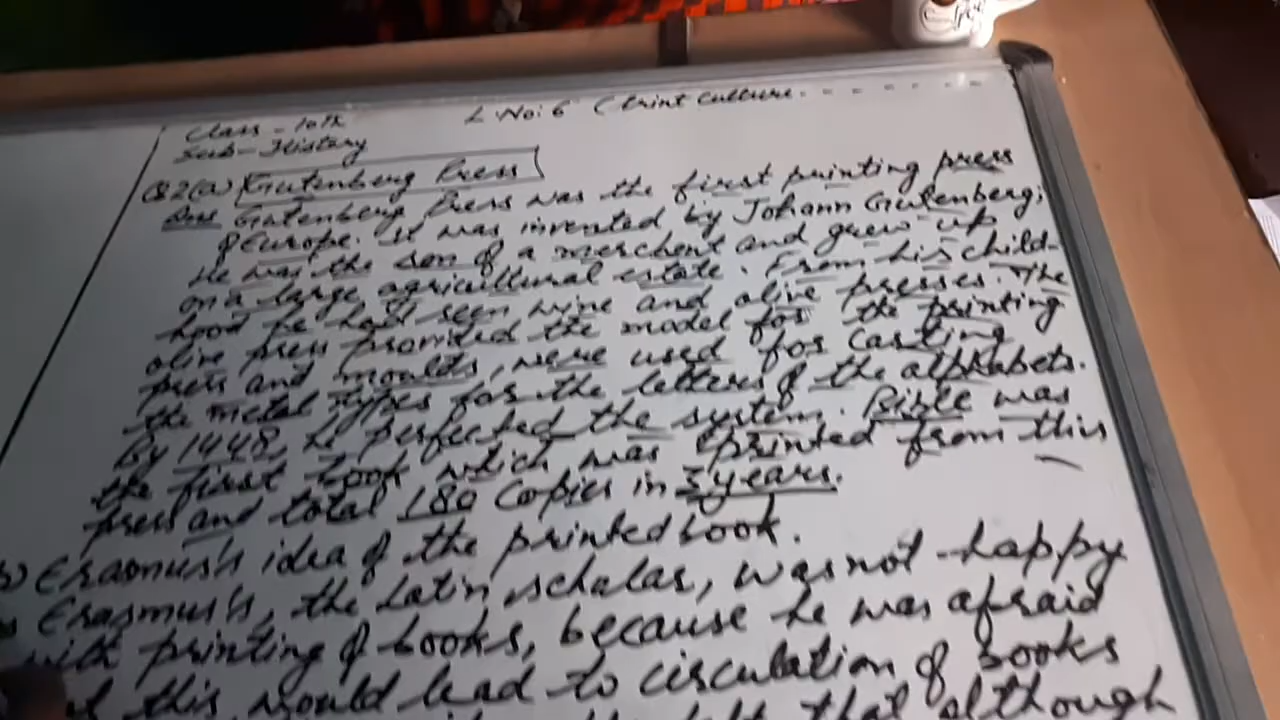 Class - 10th
L.No: 6 (Print Culture.
Sub - History
Q.2(a) Gutenberg Press
Ans Gutenberg Press was the first printing press
of Europe. It was invented by Johann Gutenberg,
He was the son of a merchent and grew up
on a large agricultural estate. From his child-
hood he had seen wine and olive presses. The
olive press provided the model for the printing
press and moulds, were used for casting
the metal types for the letters of the alphabets.
By 1448, he perfected the system. Bible was
the first book which was printed from this
press and total 180 Copies in 3 years.
b) Erasmus's idea of the printed book.
Erasmus's, the Latin scholar, was not happy
with printing of books, because he was afraid
this would lead to circulation of books
that although